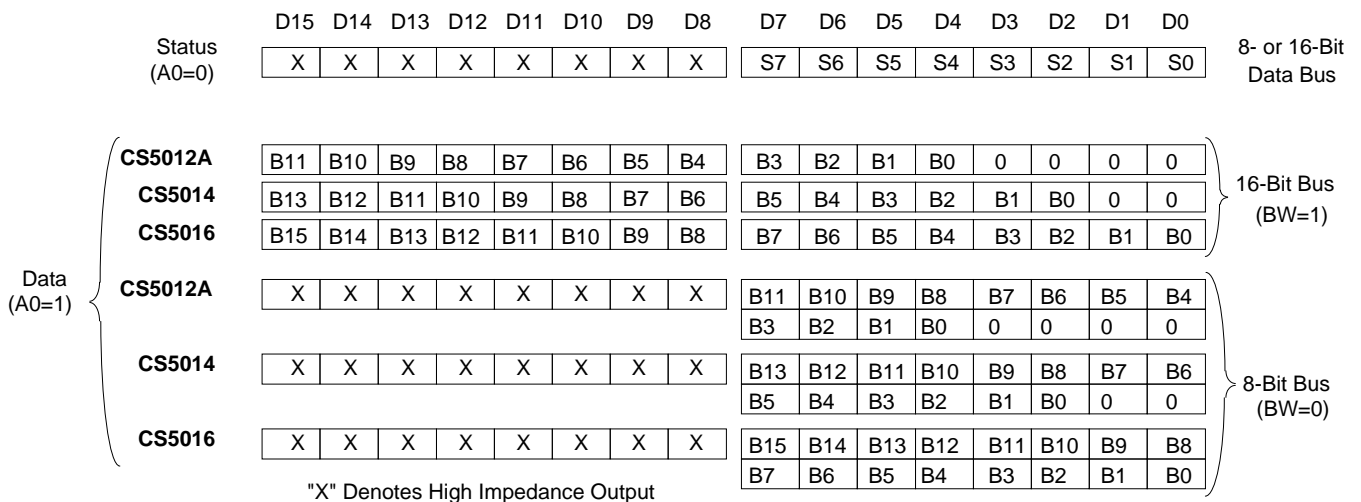 D15 D14 D13 D12 D11 D10 D9 D8 D7 D6 D5 D4 D3 D2 D1 D0
Status
(A0=0)
X X X X X X X X S7 S6 S5 S4 S3 S2 S1 S0
8- or 16-Bit
Data Bus
Data
(A0=1)
CS5012A B11 B10 B9 B8 B7 B6 B5 B4 B3 B2 B1 B0 0 0 0 0
CS5014 B13 B12 B11 B10 B9 B8 B7 B6 B5 B4 B3 B2 B1 B0 0 0
CS5016 B15 B14 B13 B12 B11 B10 B9 B8 B7 B6 B5 B4 B3 B2 B1 B0
16-Bit Bus
(BW=1)
CS5012A X X X X X X X X B11 B10 B9 B8 B7 B6 B5 B4
B3 B2 B1 B0 0 0 0 0
CS5014 X X X X X X X X B13 B12 B11 B10 B9 B8 B7 B6
B5 B4 B3 B2 B1 B0 0 0
CS5016 X X X X X X X X B15 B14 B13 B12 B11 B10 B9 B8
B7 B6 B5 B4 B3 B2 B1 B0
8-Bit Bus
(BW=0)
"X" Denotes High Impedance Output